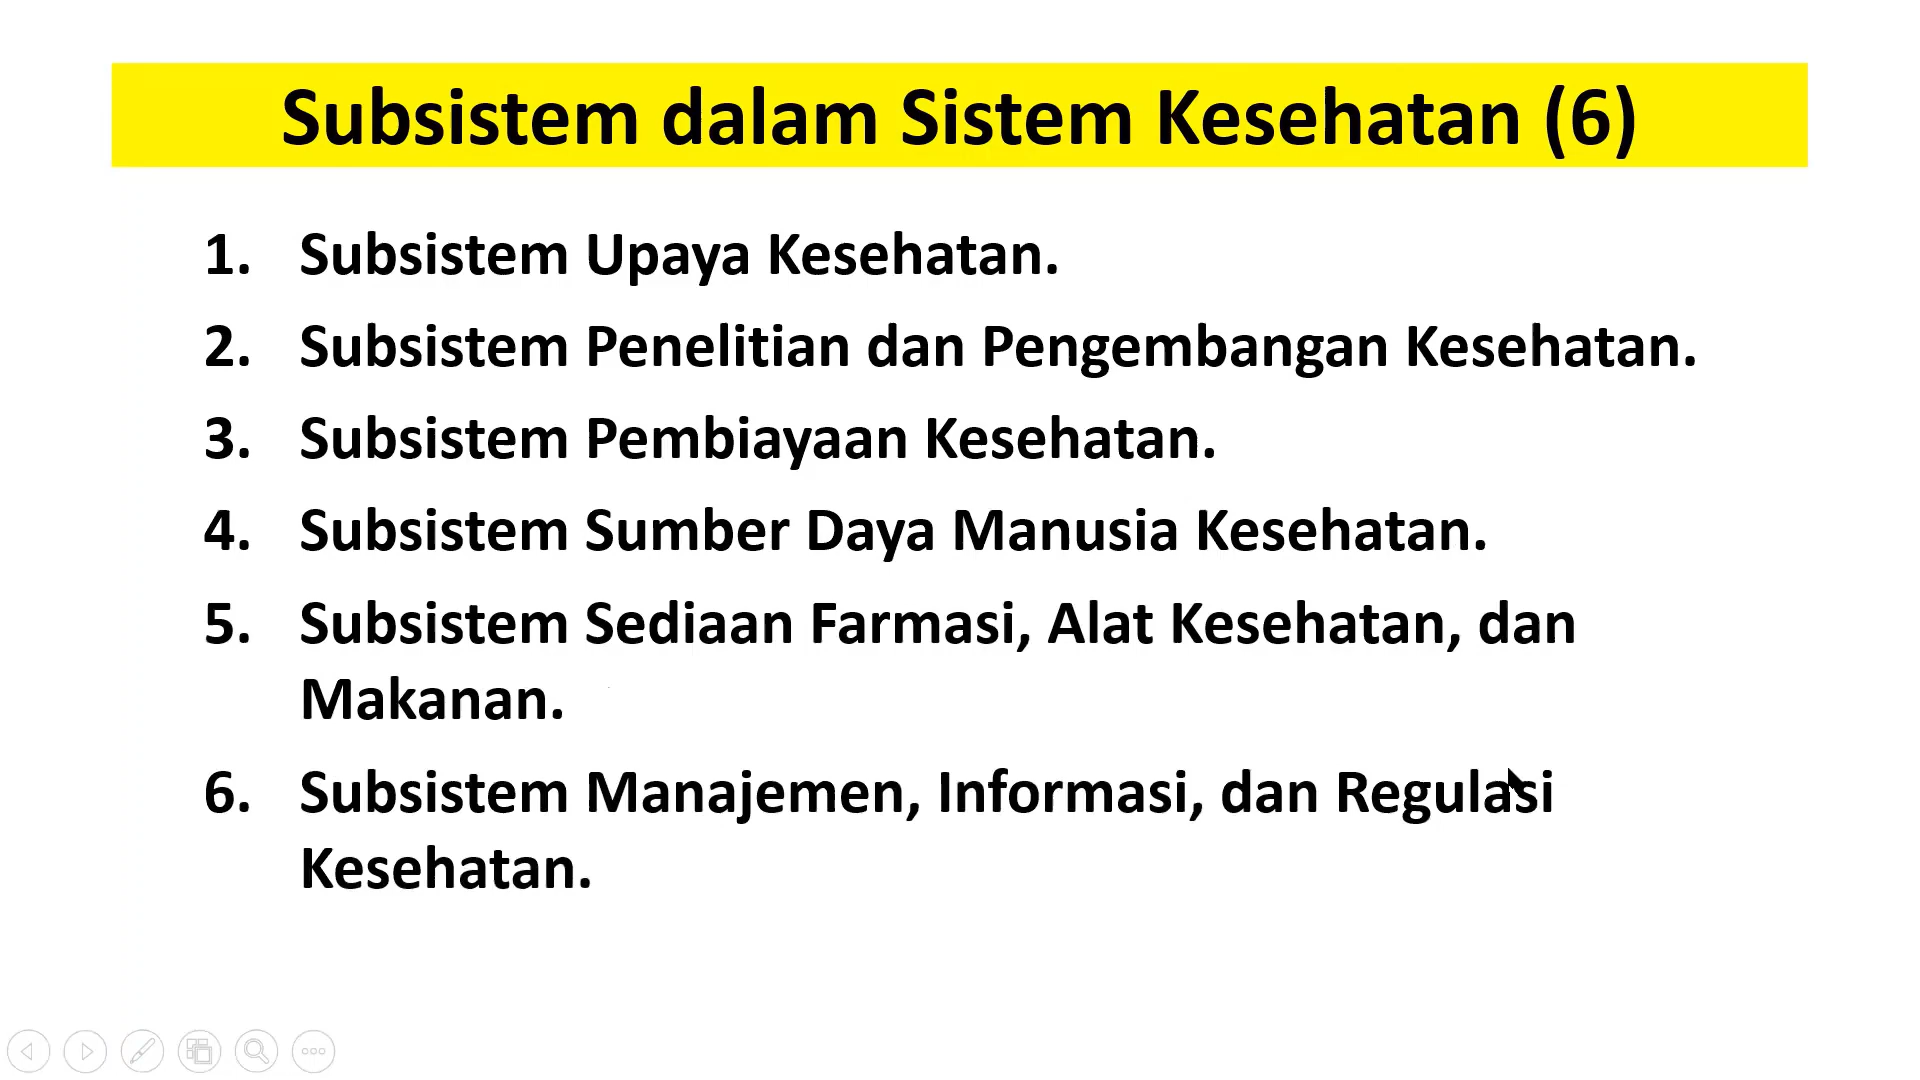 Subsistem dalam Sistem Kesehatan (6)
1. Subsistem Upaya Kesehatan.
2. Subsistem Penelitian dan Pengembangan Kesehatan.
3. Subsistem Pembiayaan Kesehatan.
4. Subsistem Sumber Daya Manusia Kesehatan.
5. Subsistem Sediaan Farmasi, Alat Kesehatan, dan
Makanan.
6. Subsistem Manajemen, Informasi, dan Regulasi
Kesehatan.